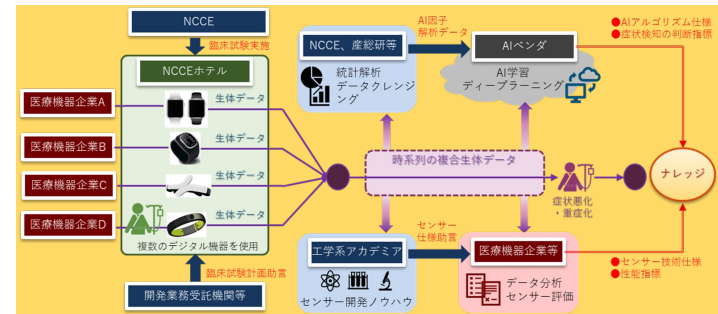 NCCE
臨床試験実施
NCCEホテル
医療機器企業A
生体データ
医療機器企業B
生体データ
医療機器企業C
生体データ
医療機器企業D
生体データ
複数のデジタル機器を使用
臨床試験計画助言
開発業務受託機関等
NCCE、産総研等
統計解析
データクレンジ
ング
AI因子
解析データ
AIベンダ
AI学習
ディープラーニング
●AIアルゴリズム仕様
●症状検知の判断指標
時系列の複合生体データ
症状悪化
・重症化
ナレッジ
工学系アカデミア
センサー開発ノウハウ
センサー
仕様助言
医療機器企業等
データ分析
センサー評価
●センサー技術仕様
●性能指標